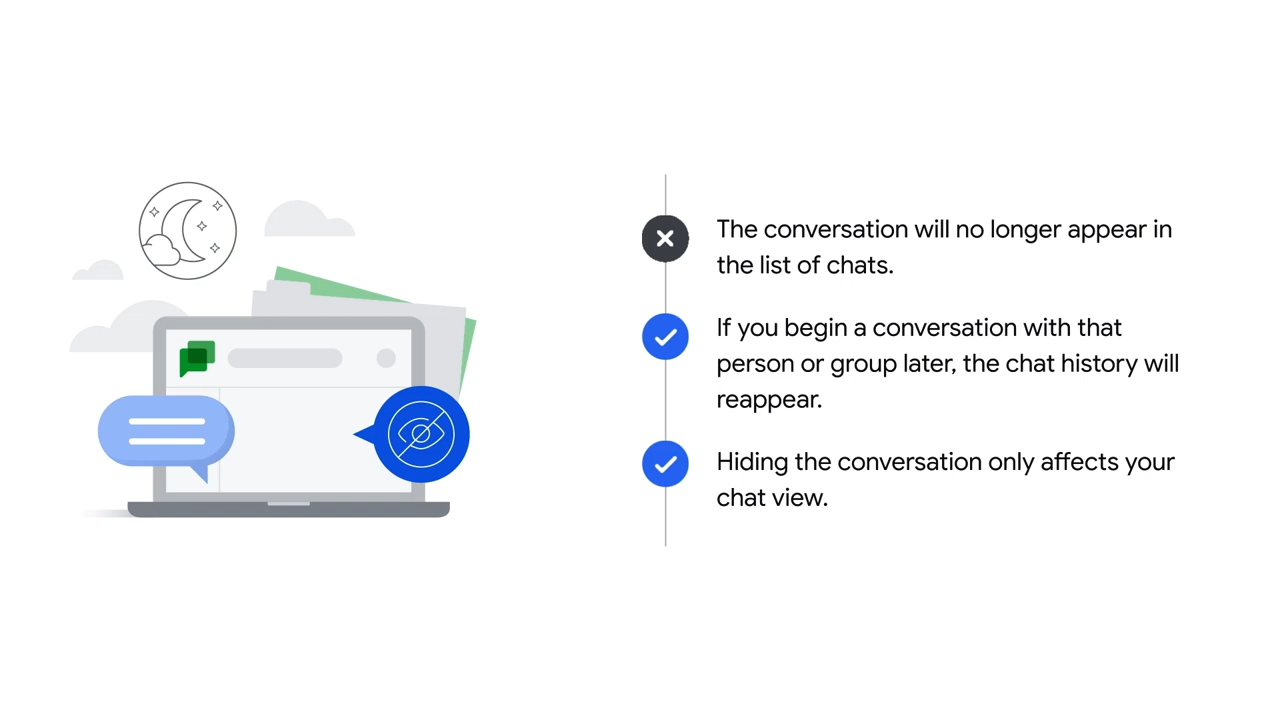 The conversation will no longer appear in
the list of chats.
If you begin a conversation with that
person or group later, the chat history will
reappear.
Hiding the conversation only affects your
chat view.